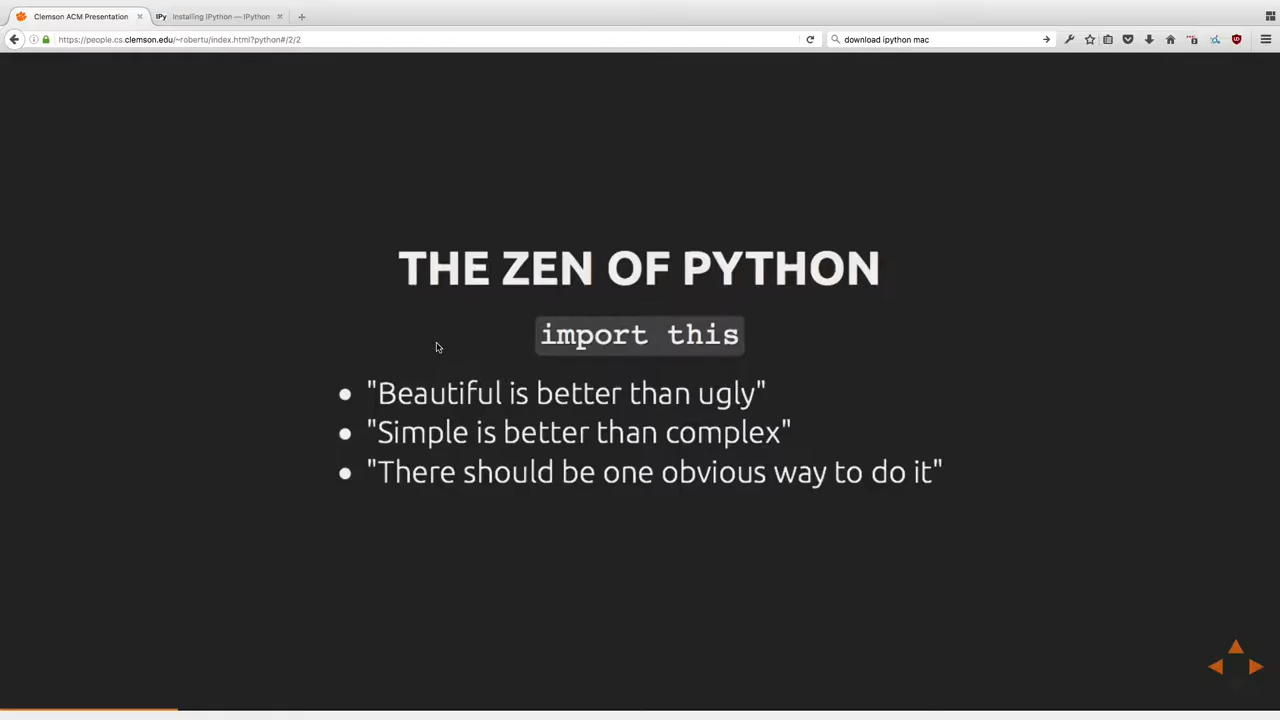 Clemson ACM Presentation
IPy Installing IPython — IPython
https://people.cs.clemson.edu/~robertu/index.html?python#/2/2
download ipython mac
THE ZEN OF PYTHON
import this
"Beautiful is better than ugly"
"Simple is better than complex"
"There should be one obvious way to do it"